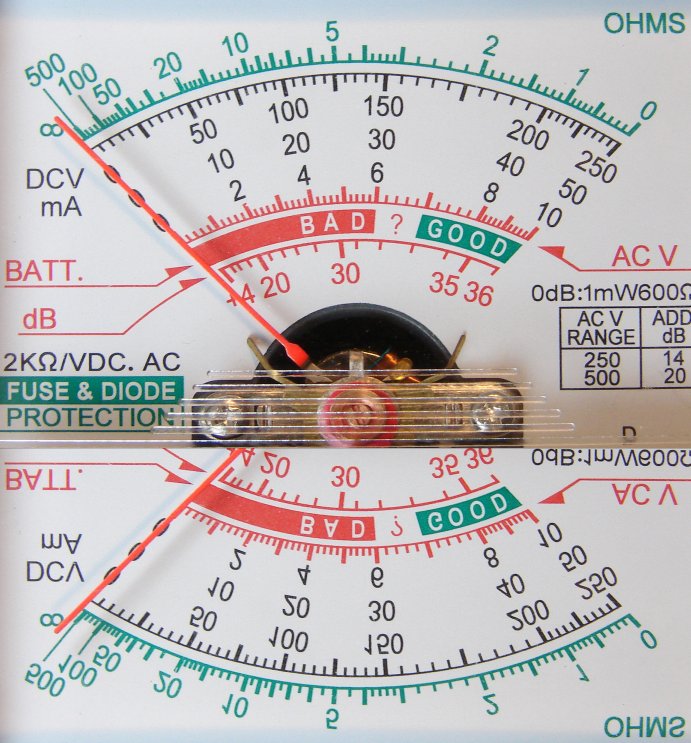 OHMS
500 100 50 20 10 5 2 1 0
∞
50 100 150 200 250
DCV
mA
10 20 30 40 50
2 4 6 8 10
BAD ? GOOD
AC V
BATT.
20 30 35 36
dB
0dB:1mW600Ω
AC V
RANGE
ADD
dB
250 14
500 20
2KΩ/VDC. AC
FUSE & DIODE
PROTECTION